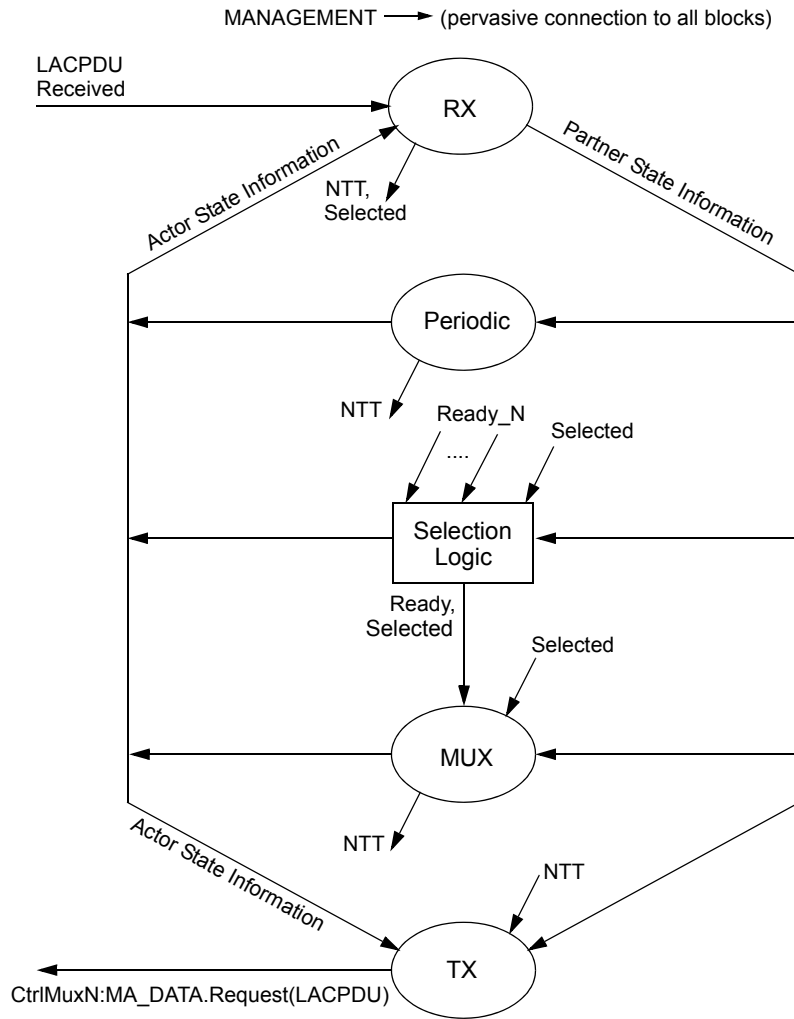 MANAGEMENT (pervasive connection to all blocks)
LACPDU
Received
RX
Actor State Information
Partner State Information
NTT,
Selected
Periodic
NTT
Ready_N
....
Selected
Selection
Logic
Ready,
Selected
Selected
MUX
NTT
Actor State Information
NTT
TX
CtrlMuxN:MA_DATA.Request(LACPDU)